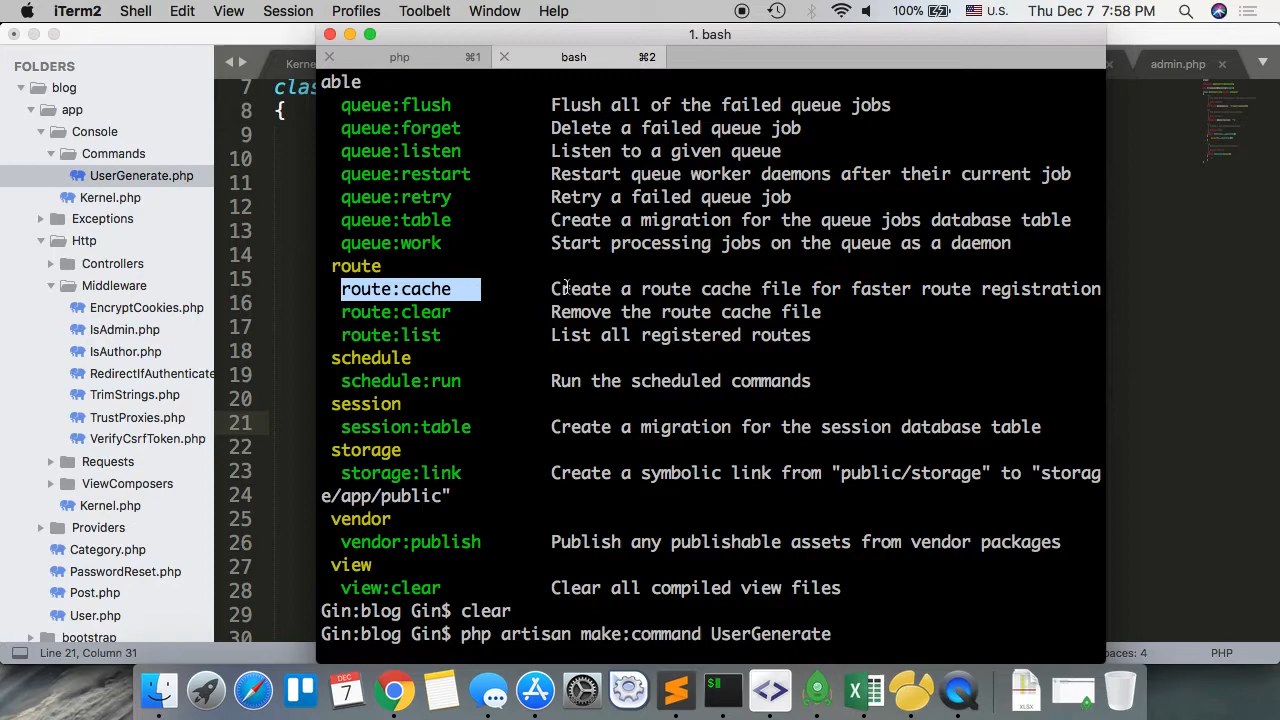 iTerm2 Shell Edit View Session Profiles Toolbelt Window Help 100% U.S. Thu Dec 7 7:58 PM
1. bash
FOLDERS
blog
app
Console
Commands
UserGenerate.php
Kernel.php
Exceptions
Http
Controllers
Middleware
EncryptCookies.php
IsAdmin.php
IsAuthor.php
RedirectIfAuthenticate
TrimStrings.php
TrustProxies.php
VerifyCsrfToken.php
Requests
ViewComposers
Kernel.php
Providers
Category.php
PasswordReset.php
Post.php
User.php
bootstrap
Kerne
admin.php
php ⌘1 bash ⌘2
7 clas
8 {
9
10
11
12
13
14
15
16
17
18
19
20
21
22
23
24
25
26
27
28
29
30
able
queue:flush Flush all of the failed queue jobs
queue:forget Delete a failed queue job
queue:listen Listen to a given queue
queue:restart Restart queue worker daemons after their current job
queue:retry Retry a failed queue job
queue:table Create a migration for the queue jobs database table
queue:work Start processing jobs on the queue as a daemon
route
route:cache Create a route cache file for faster route registration
route:clear Remove the route cache file
route:list List all registered routes
schedule
schedule:run Run the scheduled commands
session
session:table Create a migration for the session database table
storage
storage:link Create a symbolic link from "public/storage" to "storag
e/app/public"
vendor
vendor:publish Publish any publishable assets from vendor packages
view
view:clear Clear all compiled view files
Gin:blog Gin$ clear
Gin:blog Gin$ php artisan make:command UserGenerate
Line 21, Column 31 paces: 4 PHP
DEC
7
$
XLSX